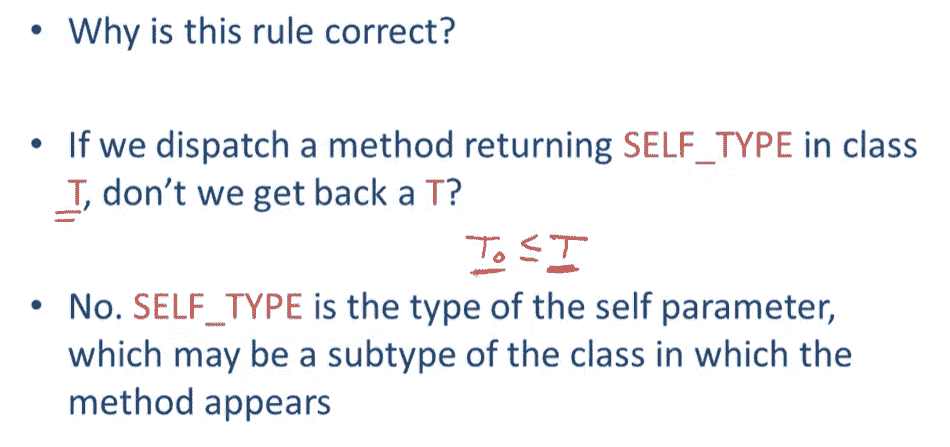 • Why is this rule correct?
• If we dispatch a method returning SELF_TYPE in class
T, don’t we get back a T?
T₀ ≤ T
• No. SELF_TYPE is the type of the self parameter,
which may be a subtype of the class in which the
method appears